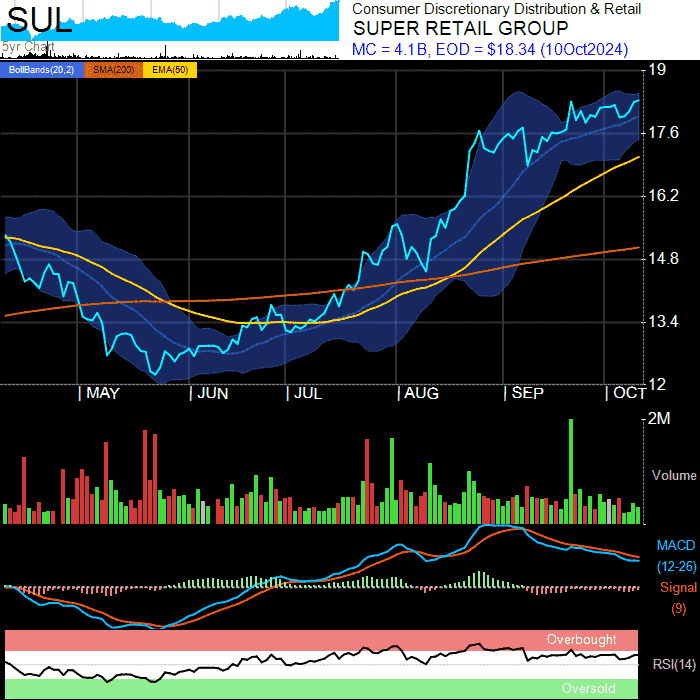 SUL
5yr Chart
Consumer Discretionary Distribution & Retail
SUPER RETAIL GROUP
MC = 4.1B, EOD = $18.34 (10Oct2024)
BollBands(20,2) SMA(200) EMA(50)
19
17.6
16.2
14.8
13.4
12
| MAY | JUN | JUL | AUG | SEP | OCT
2M
Volume
MACD
(12-26)
Signal
(9)
Overbought
RSI(14)
Oversold